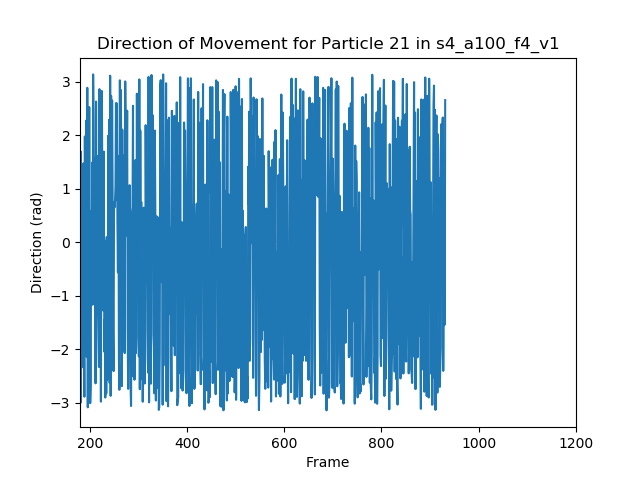 Direction of Movement for Particle 21 in s4_a100_f4_v1
3
2
1
0
−1
−2
−3
Direction (rad)
200 400 600 800 1000 1200
Frame